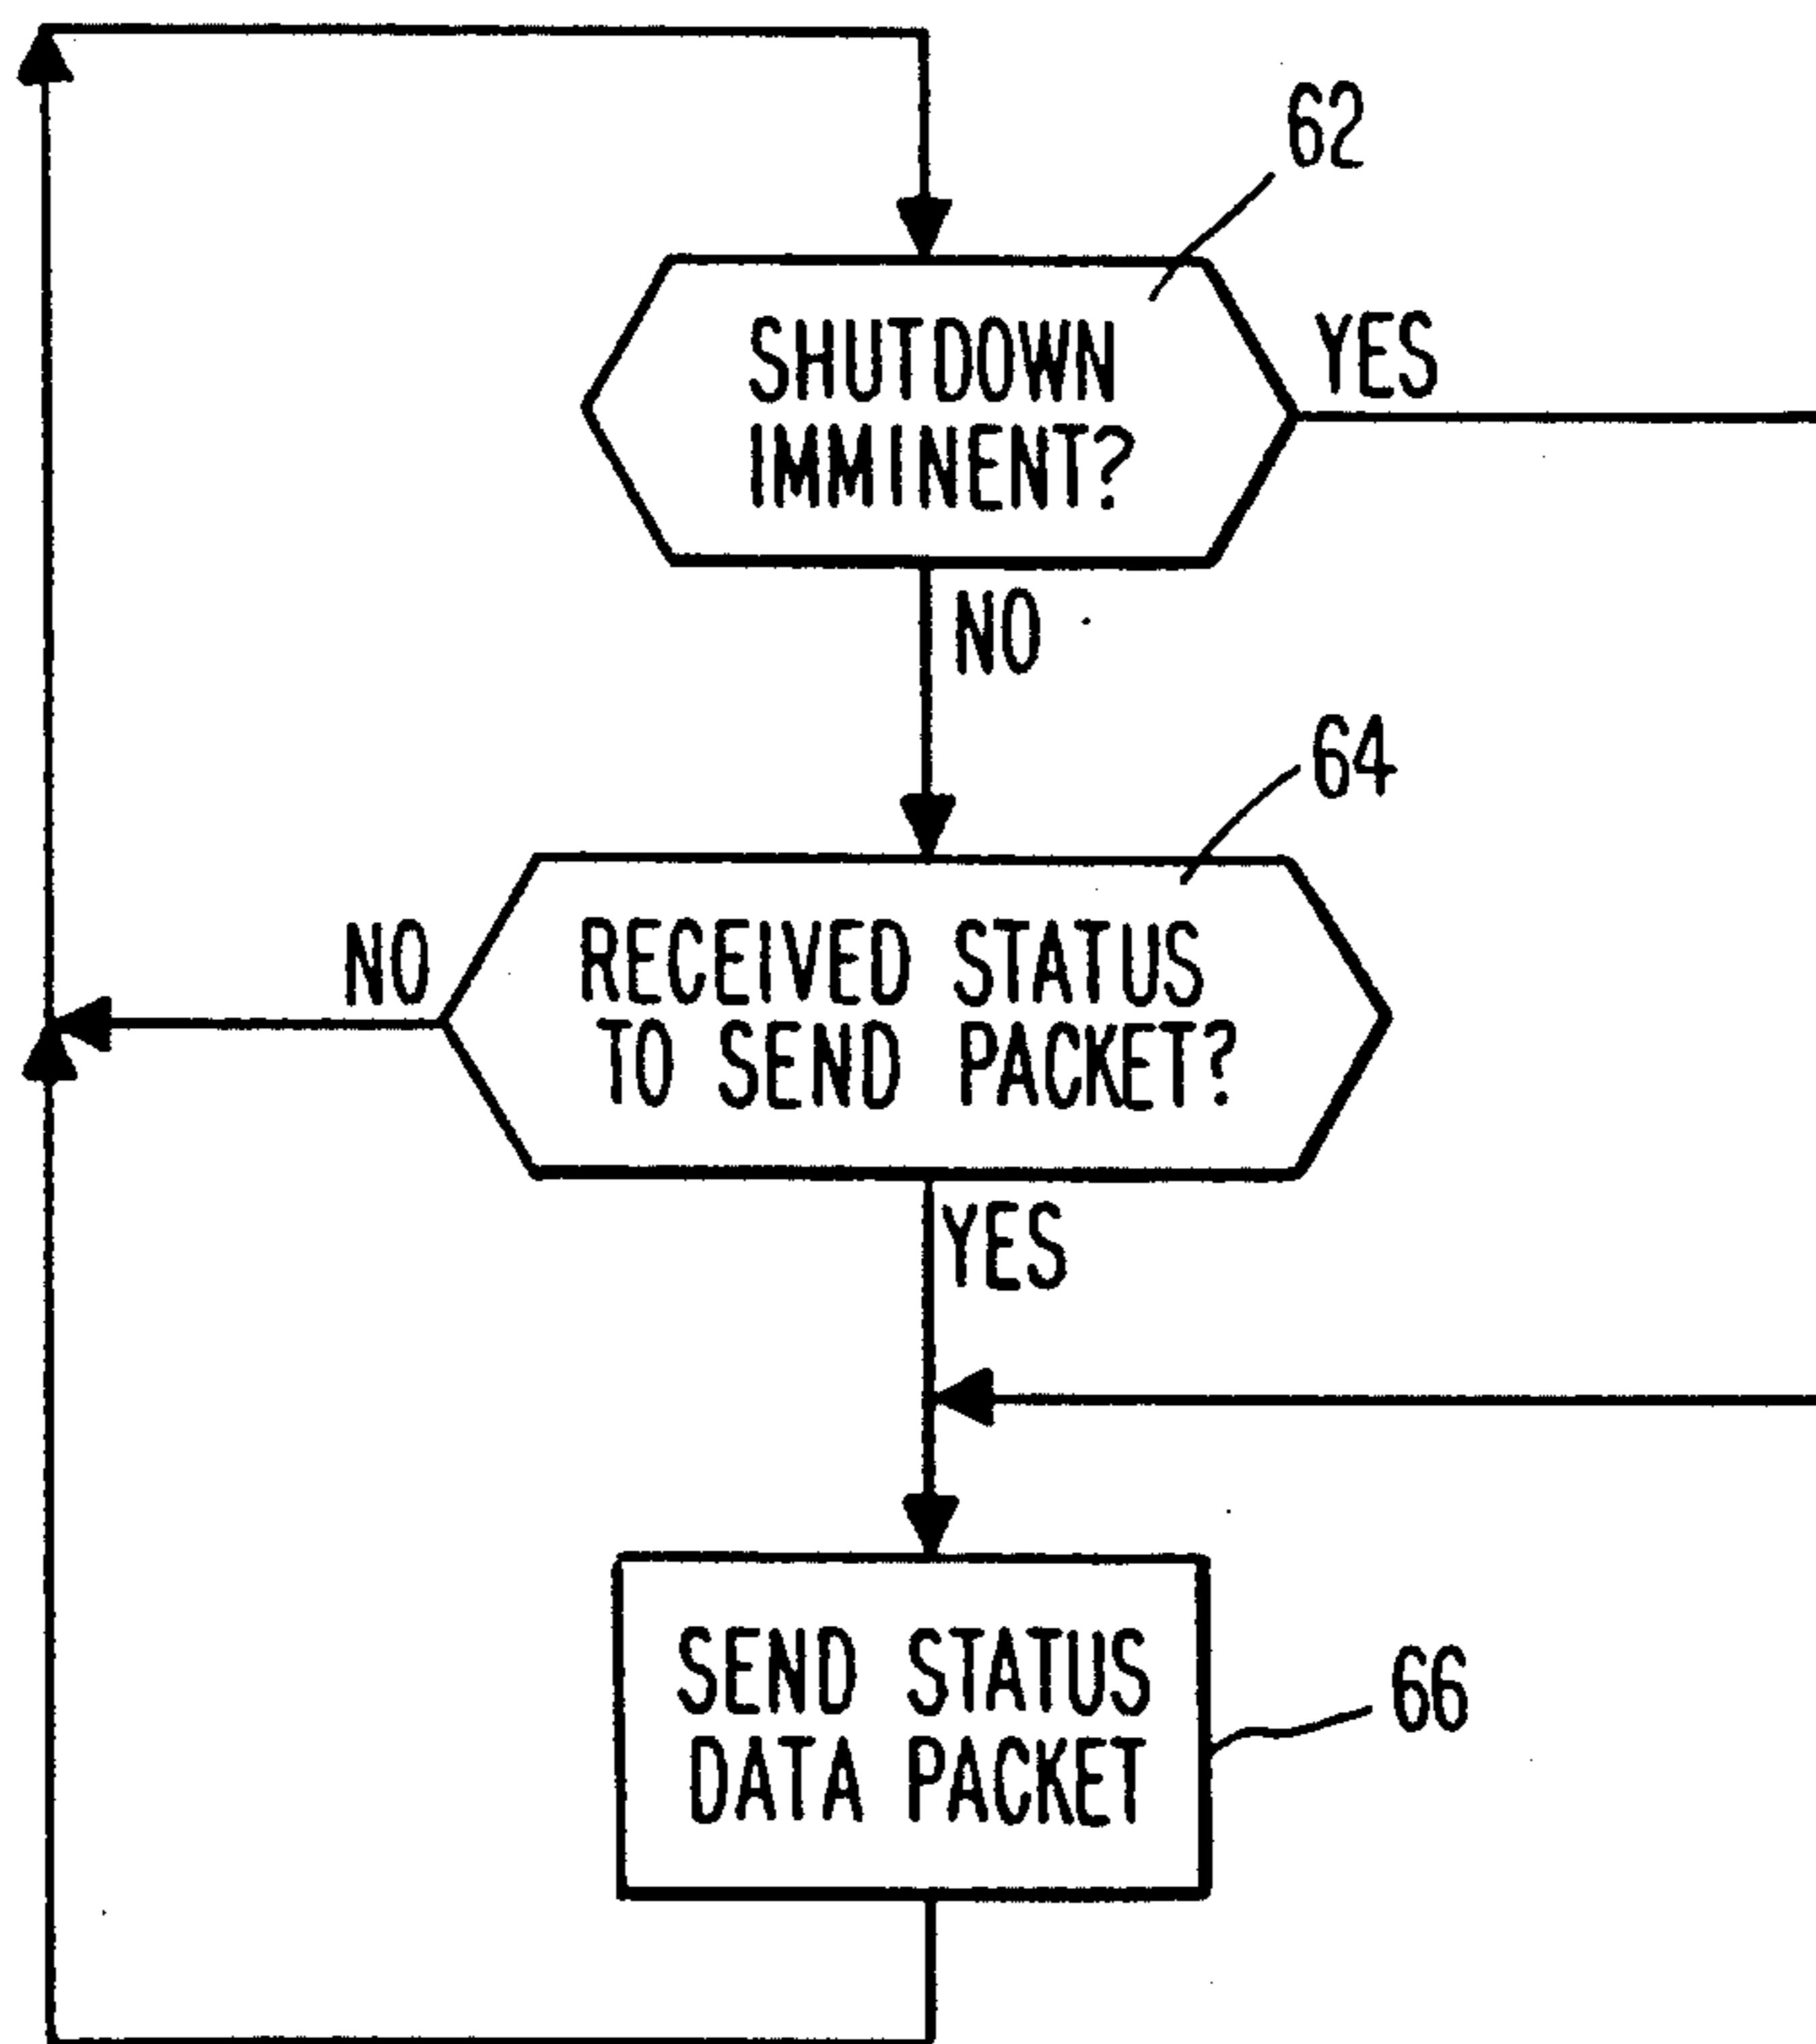 62
SHUTDOWN
IMMINENT?
YES
NO
64
NO
RECEIVED STATUS
TO SEND PACKET?
YES
SEND STATUS
DATA PACKET
66